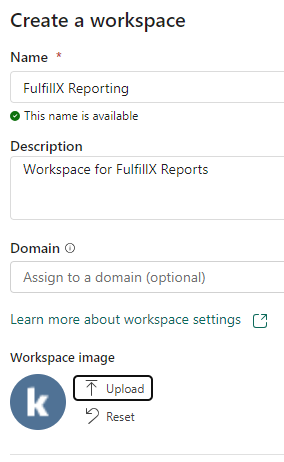 Create a workspace
Name *
FulfillX Reporting
This name is available
Description
Workspace for FulfillX Reports
Domain
Assign to a domain (optional)
Learn more about workspace settings
Workspace image
k
Upload
Reset